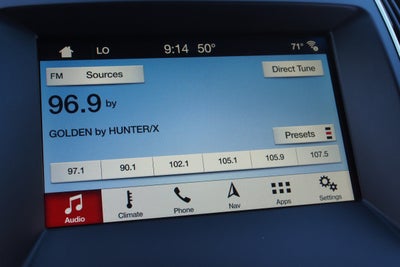 LO 9:14 50° 71°
FM Sources Direct Tune
96.9 by
GOLDEN by HUNTER/X
Presets
97.1 90.1 102.1 105.1 105.9 107.5
Audio Climate Phone Nav Apps Settings